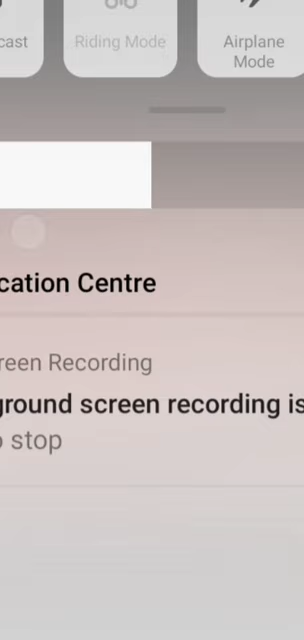 cast Riding Mode Airplane
Mode
cation Centre
reen Recording
ground screen recording is
o stop